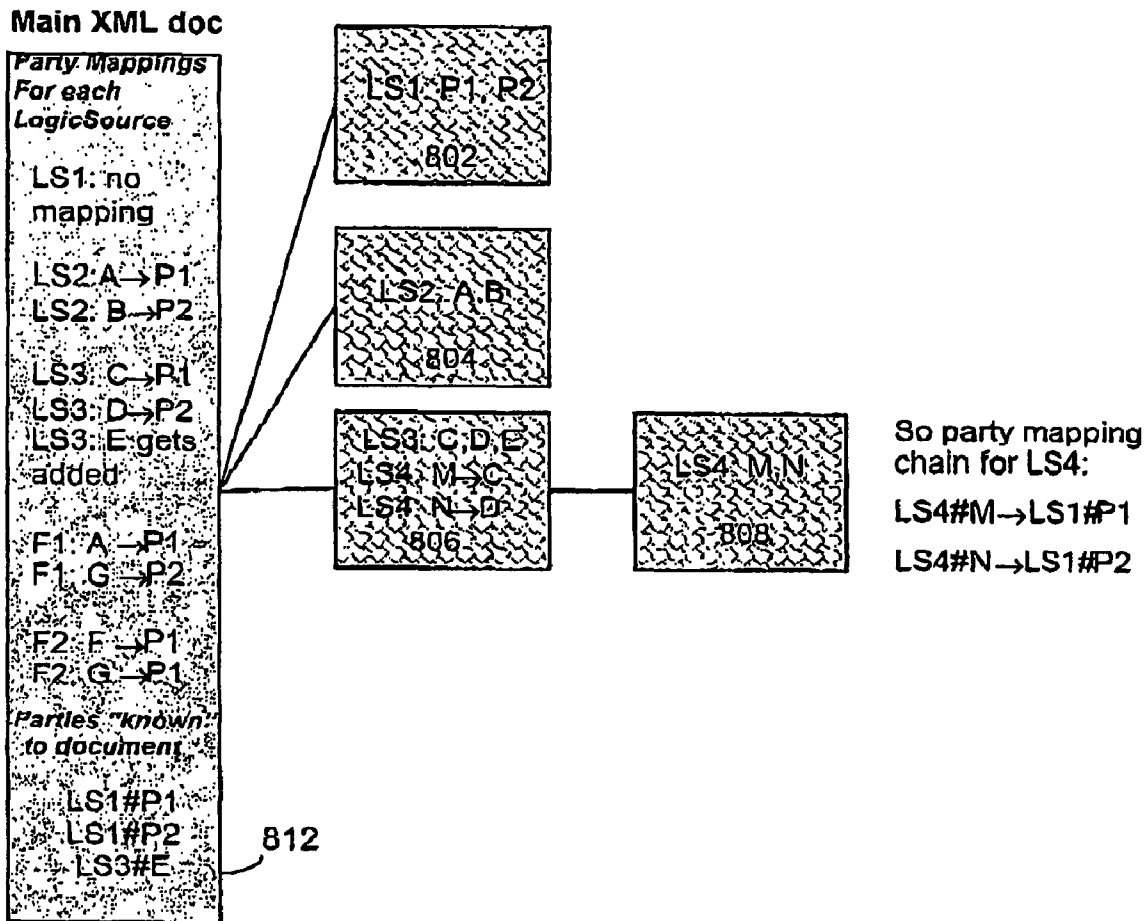 Main XML doc
Party Mappings
For each
LogicSource
LS1: no
mapping
LS2: A→P1
LS2: B→P2
LS3: C→P1
LS3: D→P2
LS3: E gets
added
F1: A→P1
F1: G→P2
F2: F→P1
F2: G→P1
Parties "known"
to document
LS1#P1
LS1#P2
LS3#E
812
LS1: P1, P2
802
LS2: A,B
804
LS3: C,D,E
LS4: M→C
LS4: N→D
806
LS4: M,N
808
So party mapping
chain for LS4:
LS4#M→LS1#P1
LS4#N→LS1#P2